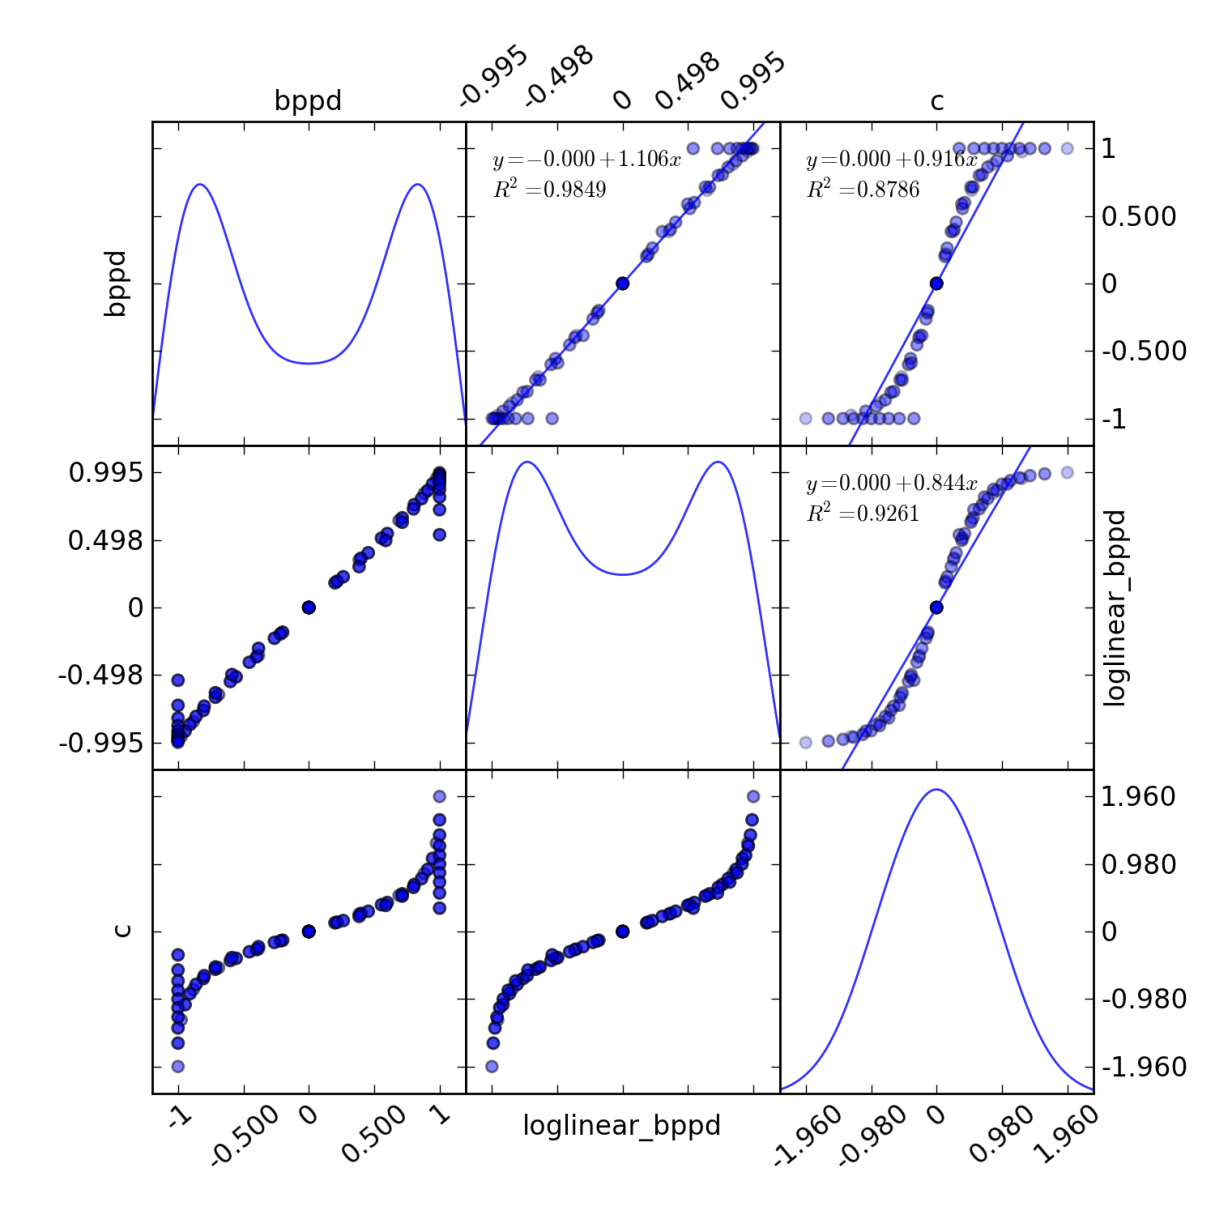 -0.995 -0.498 0 0.498 0.995
bppd c
bppd
y=−0.000+1.106x
R² =0.9849
y=0.000+0.916x
R² =0.8786
1
0.500
0
-0.500
-1
0.995
0.498
0
-0.498
-0.995
y=0.000+0.844x
R² =0.9261
loglinear_bppd
c
1.960
0.980
0
-0.980
-1.960
-1 -0.500 0 0.500 1
loglinear_bppd
-1.960 -0.980 0 0.980 1.960